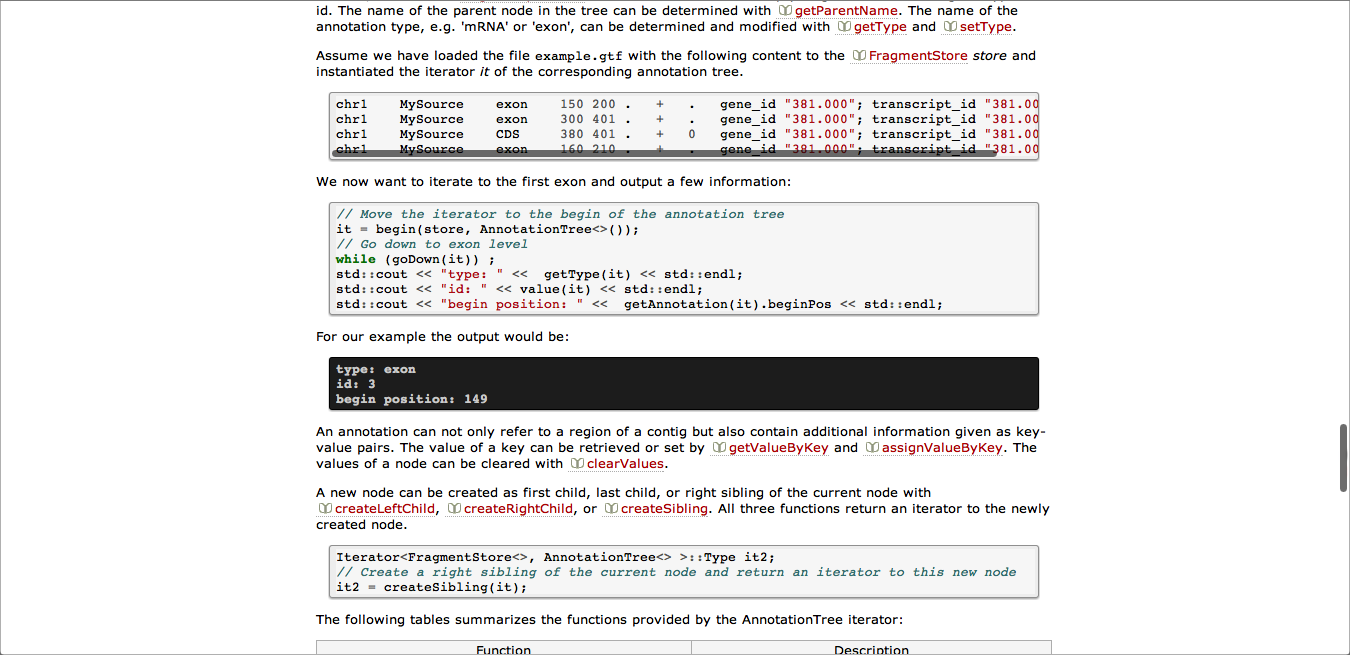 id. The name of the parent node in the tree can be determined with getParentName. The name of the
annotation type, e.g. 'mRNA' or 'exon', can be determined and modified with getType and setType.
Assume we have loaded the file example.gtf with the following content to the FragmentStore store and
instantiated the iterator it of the corresponding annotation tree.
chr1 MySource exon 150 200 . + . gene_id "381.000"; transcript_id "381.00
chr1 MySource exon 300 401 . + . gene_id "381.000"; transcript_id "381.00
chr1 MySource CDS 380 401 . + 0 gene_id "381.000"; transcript_id "381.00
chr1 MySource exon 160 210 . + . gene_id "381.000"; transcript_id "381.00
We now want to iterate to the first exon and output a few information:
// Move the iterator to the begin of the annotation tree
it = begin(store, AnnotationTree<>());
// Go down to exon level
while (goDown(it)) ;
std::cout << "type: " << getType(it) << std::endl;
std::cout << "id: " << value(it) << std::endl;
std::cout << "begin position: " << getAnnotation(it).beginPos << std::endl;
For our example the output would be:
type: exon
id: 3
begin position: 149
An annotation can not only refer to a region of a contig but also contain additional information given as key-
value pairs. The value of a key can be retrieved or set by getValueByKey and assignValueByKey. The
values of a node can be cleared with clearValues.
A new node can be created as first child, last child, or right sibling of the current node with
createLeftChild, createRightChild, or createSibling. All three functions return an iterator to the newly
created node.
Iterator<FragmentStore<>, AnnotationTree<> >::Type it2;
// Create a right sibling of the current node and return an iterator to this new node
it2 = createSibling(it);
The following tables summarizes the functions provided by the AnnotationTree iterator:
Function Description